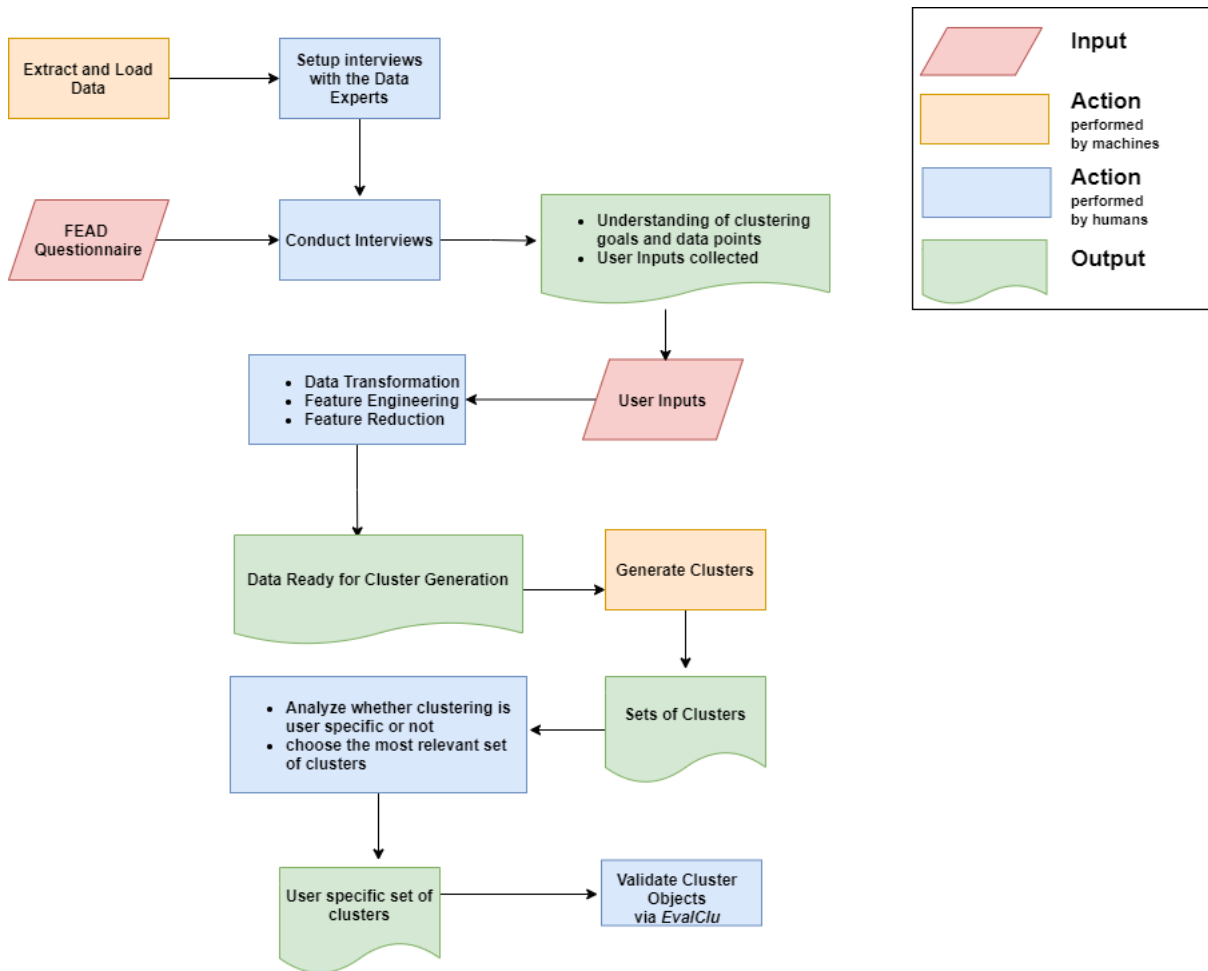 Extract and Load
Data
Setup interviews
with the Data
Experts
FEAD
Questionnaire
Conduct Interviews
• Understanding of clustering
goals and data points
• User Inputs collected
• Data Transformation
• Feature Engineering
• Feature Reduction
User Inputs
Data Ready for Cluster Generation
Generate Clusters
• Analyze whether clustering is
user specific or not
• choose the most relevant set
of clusters
Sets of Clusters
User specific set of
clusters
Validate Cluster
Objects
via EvalClu
Input
Action
performed
by machines
Action
performed
by humans
Output